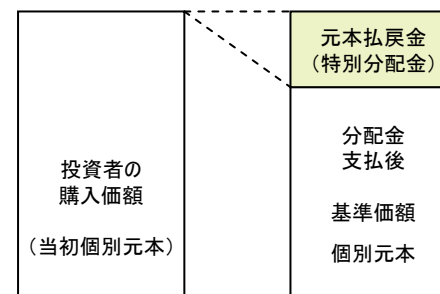 投資者の
購入価額
（当初個別元本）
元本払戻金
（特別分配金）
分配金
支払後
基準価額
個別元本